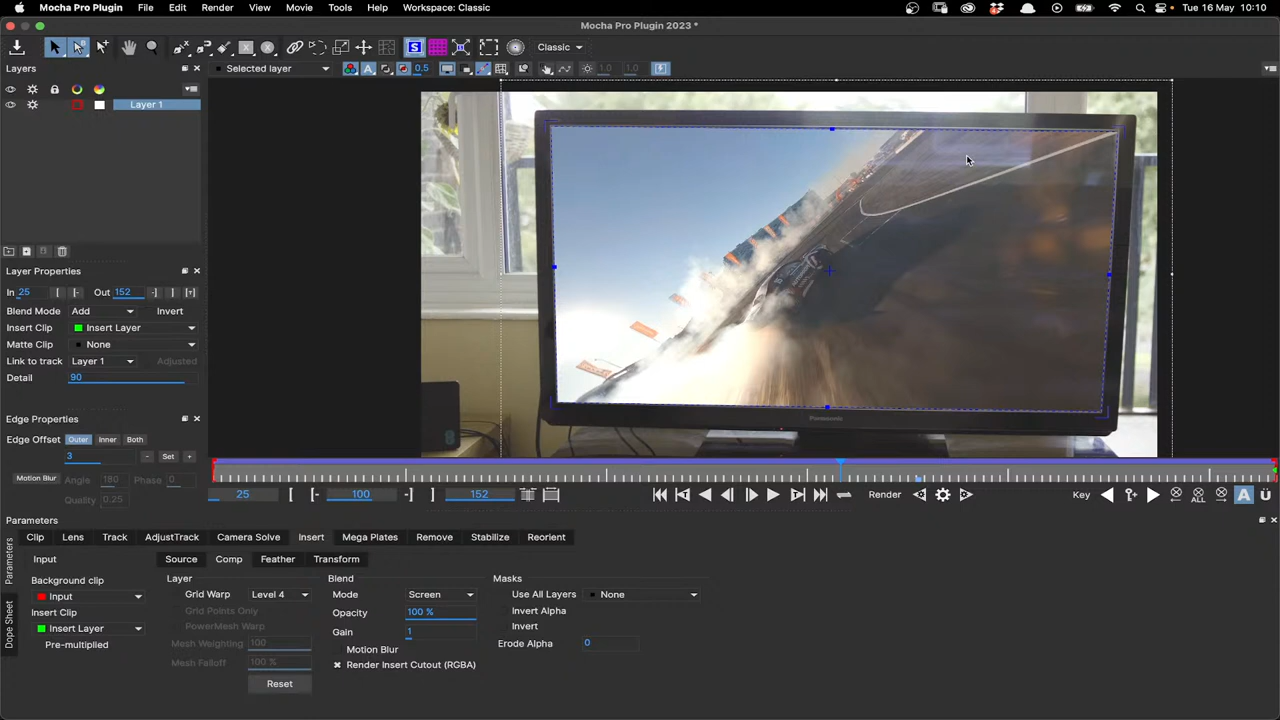 Mocha Pro Plugin File Edit Render View Movie Tools Help Workspace: Classic Tue 16 May 10:10
Mocha Pro Plugin 2023 *
Classic
Layers
Selected layer 0.5 1.0 1.0
Layer 1
Layer Properties
In 25 Out 152
Blend Mode Add Invert
Insert Clip Insert Layer
Matte Clip None
Link to track Layer 1 Adjusted
Detail 90
Edge Properties
Edge Offset Outer Inner Both
3 - Set +
Motion Blur Angle 180 Phase 0
Quality 0.25
Panasonic
25 100 152 Render Key ALL A
Parameters
Clip Lens Track AdjustTrack Camera Solve Insert Mega Plates Remove Stabilize Reorient
Parameters
Dope Sheet
Input
Background clip
Input
Insert Clip
Insert Layer
Pre-multiplied
Source Comp Feather Transform
Layer
Grid Warp Level 4
Grid Points Only
PowerMesh Warp
Mesh Weighting 100
Mesh Falloff 100 %
Reset
Blend
Mode Screen
Opacity 100 %
Gain 1
Motion Blur
Render Insert Cutout (RGBA)
Masks
Use All Layers None
Invert Alpha
Invert
Erode Alpha 0